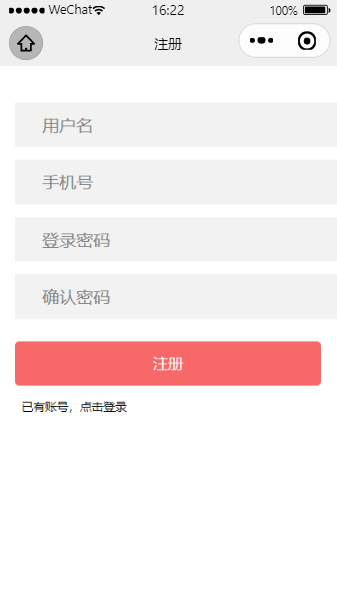 WeChat 16:22 100%
注册
用户名
手机号
登录密码
确认密码
注册
已有账号，点击登录